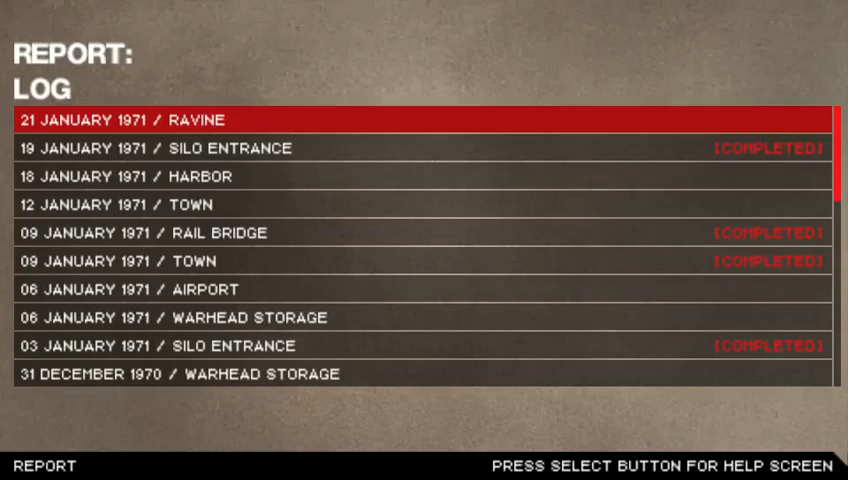 REPORT:
LOG
21 JANUARY 1971 / RAVINE
19 JANUARY 1971 / SILO ENTRANCE [COMPLETED]
18 JANUARY 1971 / HARBOR
12 JANUARY 1971 / TOWN
09 JANUARY 1971 / RAIL BRIDGE [COMPLETED]
09 JANUARY 1971 / TOWN [COMPLETED]
06 JANUARY 1971 / AIRPORT
06 JANUARY 1971 / WARHEAD STORAGE
03 JANUARY 1971 / SILO ENTRANCE [COMPLETED]
31 DECEMBER 1970 / WARHEAD STORAGE
REPORT PRESS SELECT BUTTON FOR HELP SCREEN